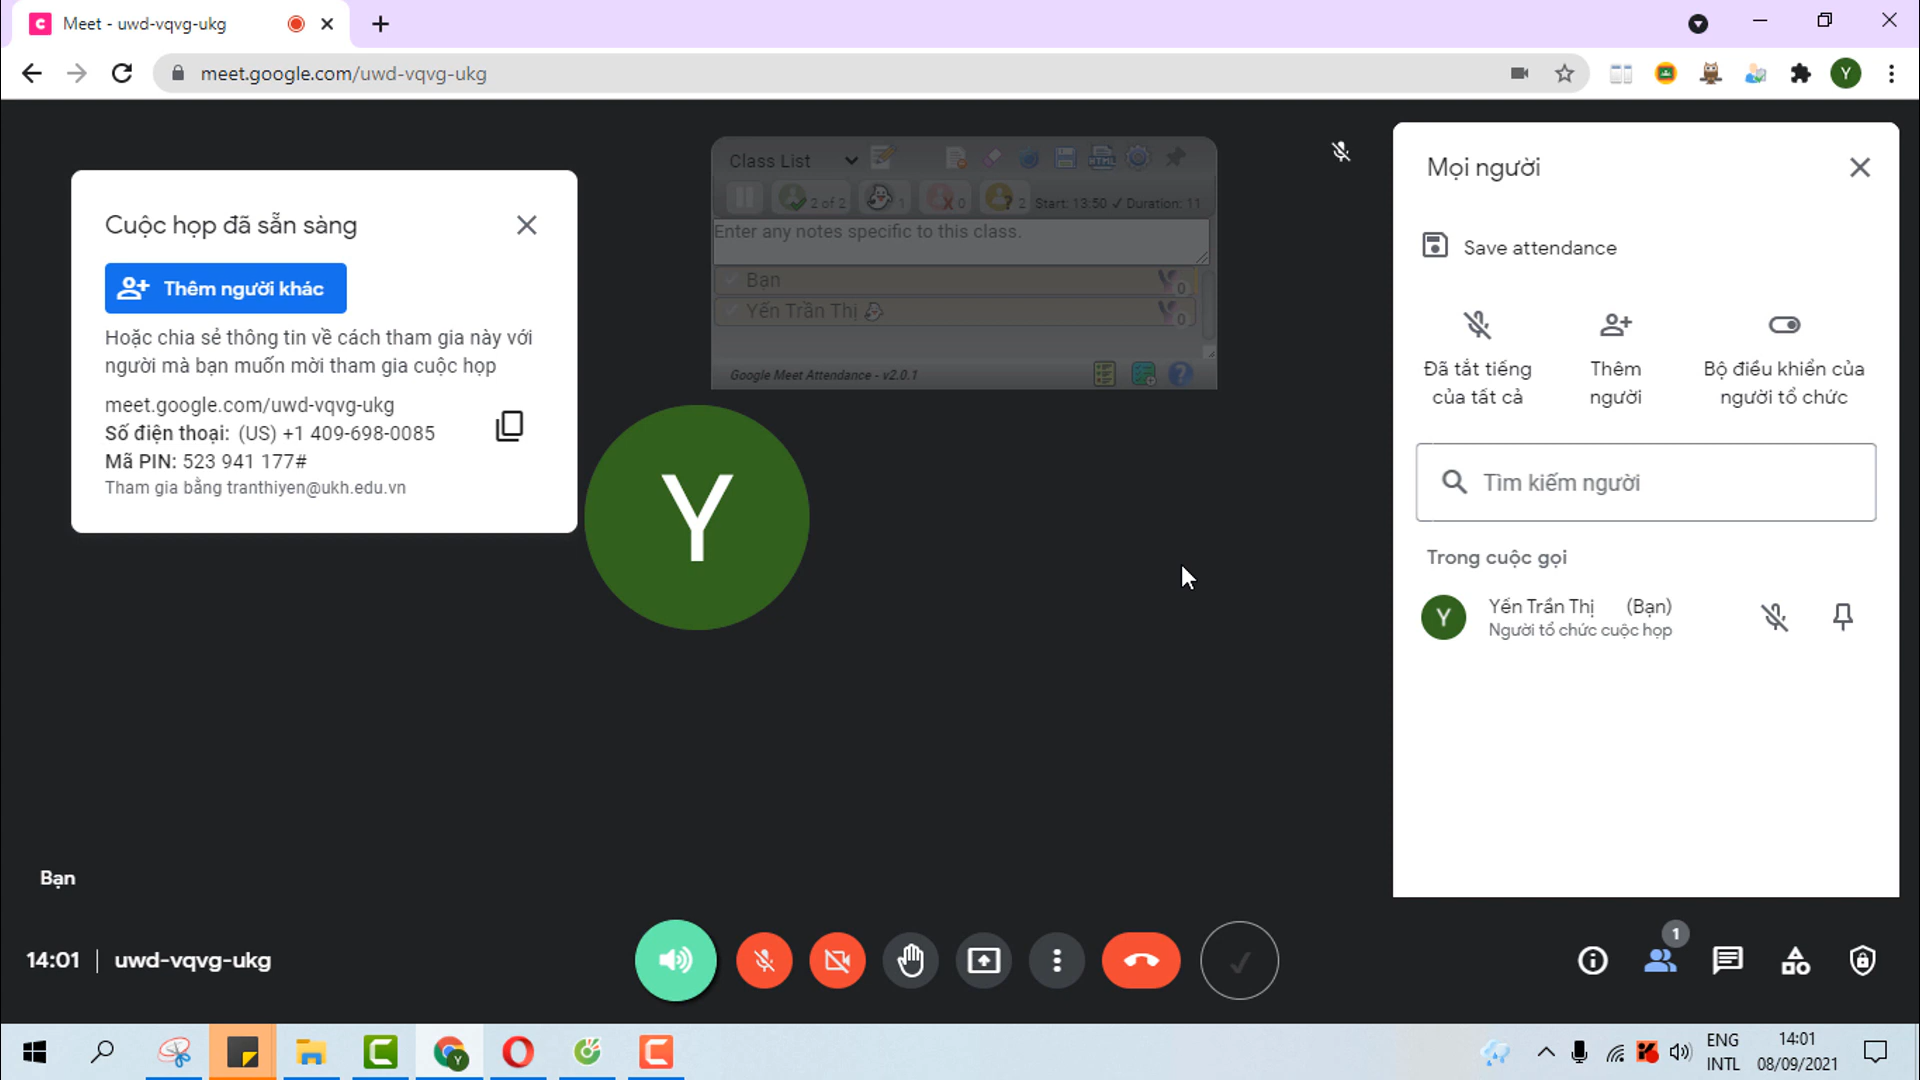 Meet - uwd-vqvg-ukg
meet.google.com/uwd-vqvg-ukg
Y
Cuộc họp đã sẵn sàng
Thêm người khác
Hoặc chia sẻ thông tin về cách tham gia này với
người mà bạn muốn mời tham gia cuộc họp
meet.google.com/uwd-vqvg-ukg
Số điện thoại: (US) +1 409-698-0085
Mã PIN: 523 941 177#
Tham gia bằng tranthiyen@ukh.edu.vn
Class List
HTML
2 of 2
1
0
2
Start: 13:50 ✓ Duration: 11
Enter any notes specific to this class.
Bạn
0
Yến Trần Thị
0
Google Meet Attendance - v2.0.1
Y
Mọi người
Save attendance
Đã tắt tiếng
của tất cả
Thêm
người
Bộ điều khiển của
người tổ chức
Tìm kiếm người
Trong cuộc gọi
Y
Yến Trần Thị (Bạn)
Người tổ chức cuộc họp
Bạn
14:01 | uwd-vqvg-ukg
1
ENG
INTL
14:01
08/09/2021